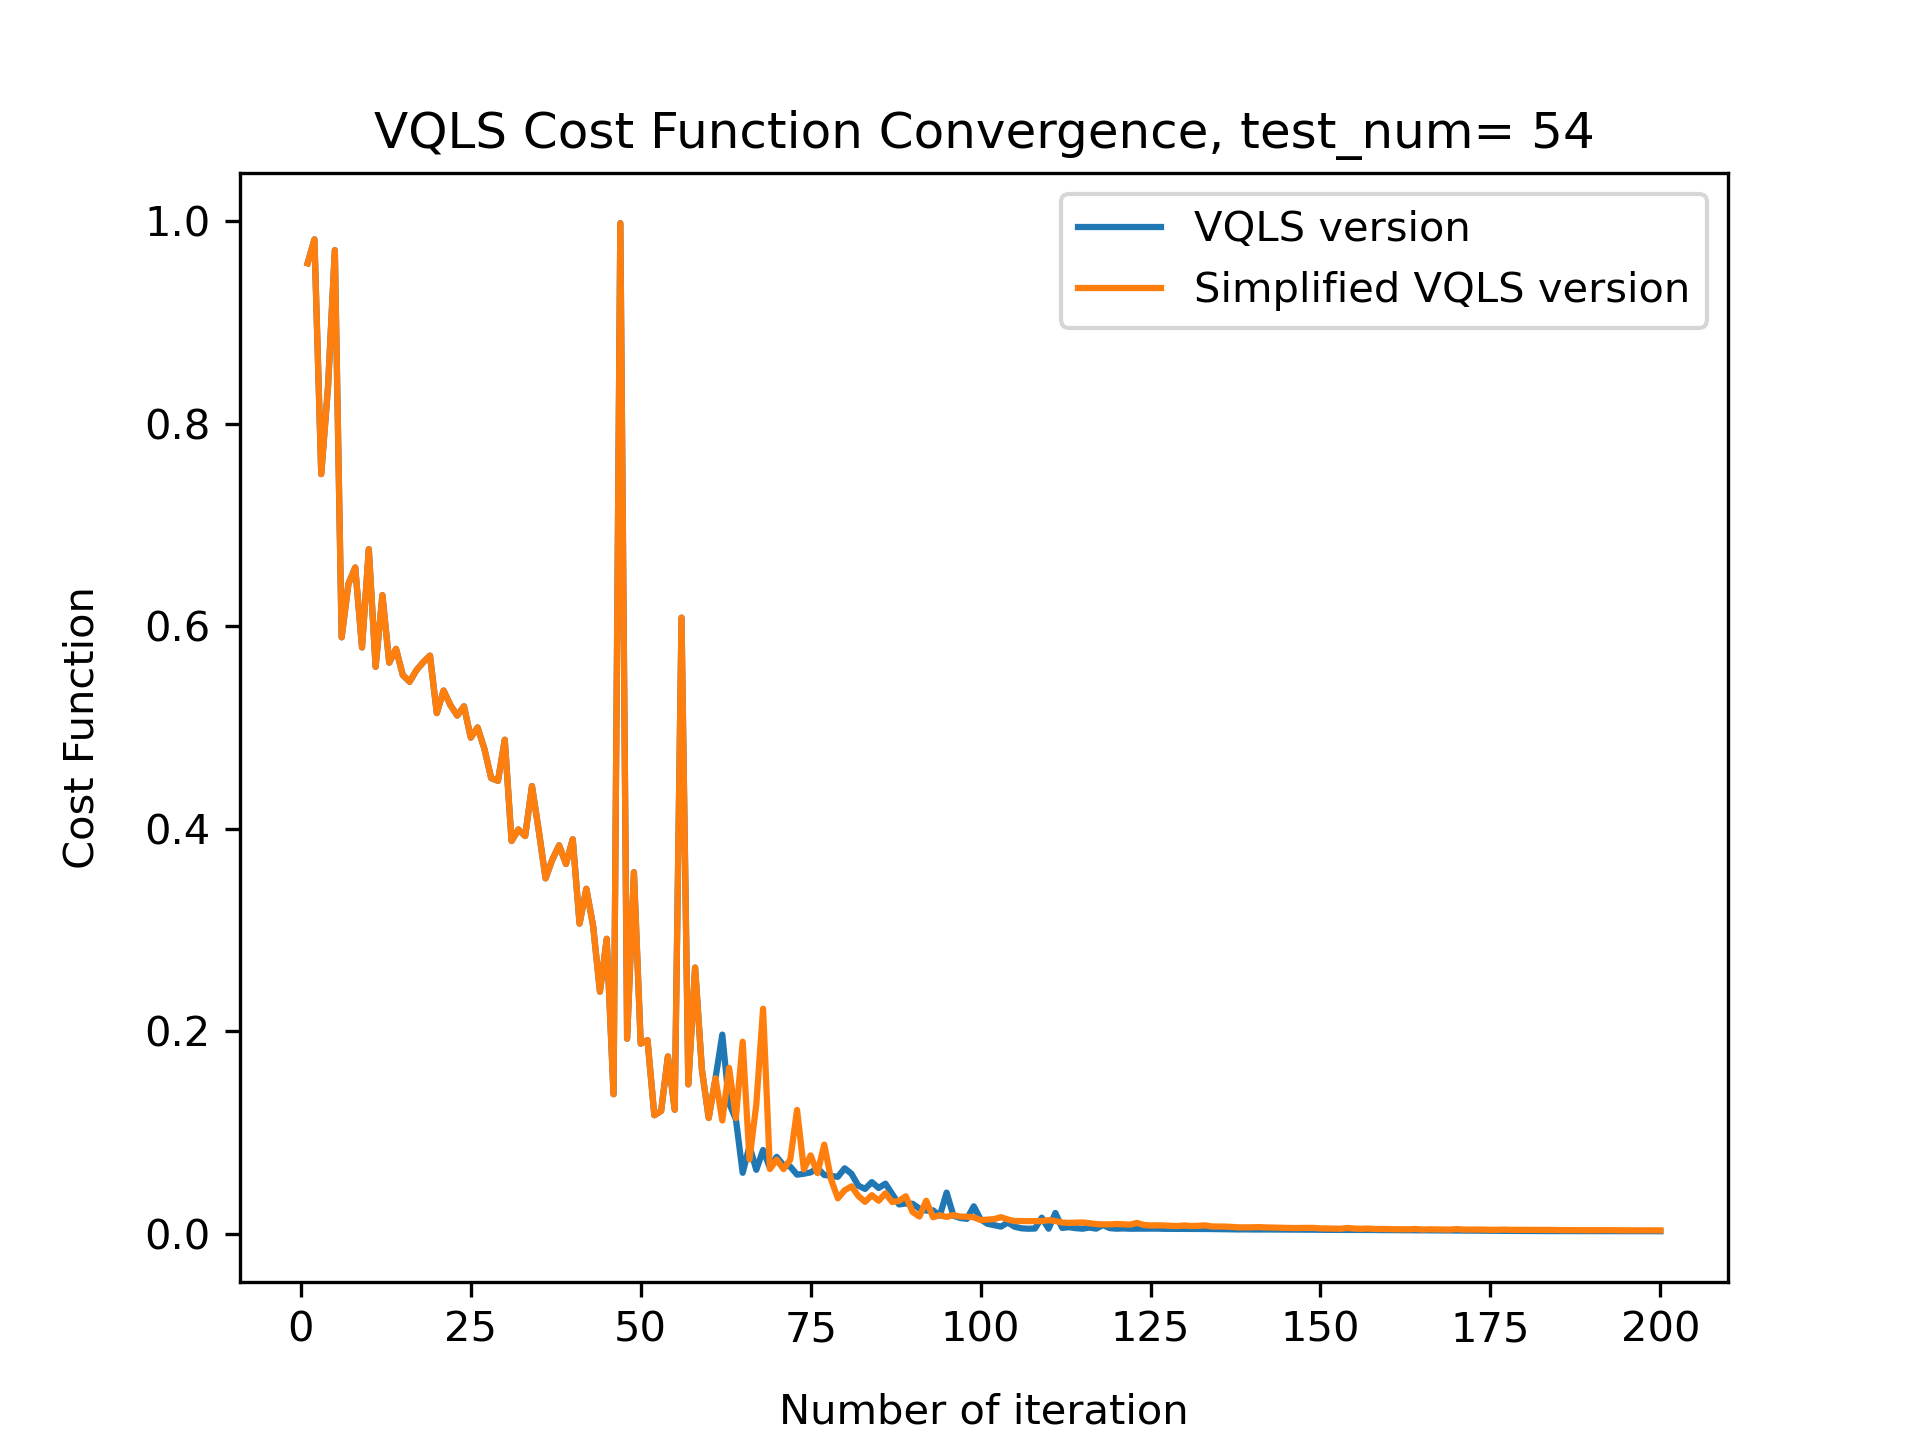 VQLS Cost Function Convergence, test_num= 54
VQLS version
Simplified VQLS version
1.0
0.8
0.6
0.4
0.2
0.0
Cost Function
0 25 50 75 100 125 150 175 200
Number of iteration